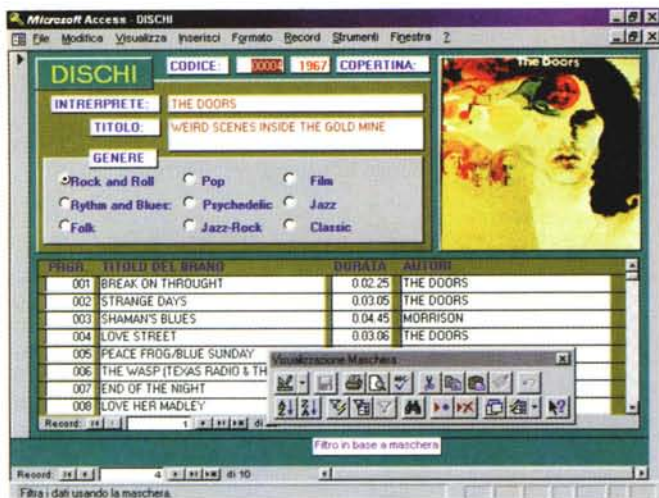 Microsoft Access - DISCHI
File Modifica Visualizza Inserisci Formato Record Strumenti Finestra ?
DISCHI
CODICE: 00004 1967 COPERTINA:
The Doors
INTRERPRETE: THE DOORS
TITOLO: WEIRD SCENES INSIDE THE GOLD MINE
GENERE
Rock and Roll Pop Film
Rythm and Blues: Psychedelic Jazz
Folk Jazz-Rock Classic
PRGR. TITOLO DEL BRANO DURATA AUTORI
001 BREAK ON THROUGHT 0.02.25 THE DOORS
002 STRANGE DAYS 0.03.05 THE DOORS
003 SHAMAN'S BLUES 0.04.45 MORRISON
004 LOVE STREET 0.03.06 THE DOORS
005 PEACE FROG/BLUE SUNDAY
006 THE WASP (TEXAS RADIO & TH
007 END OF THE NIGHT
008 LOVE HER MADLEY
Visualizzazione Maschera
Record: 1 di
Filtro in base a maschera
Record: 4 di 10
Filtra i dati usando la maschera.